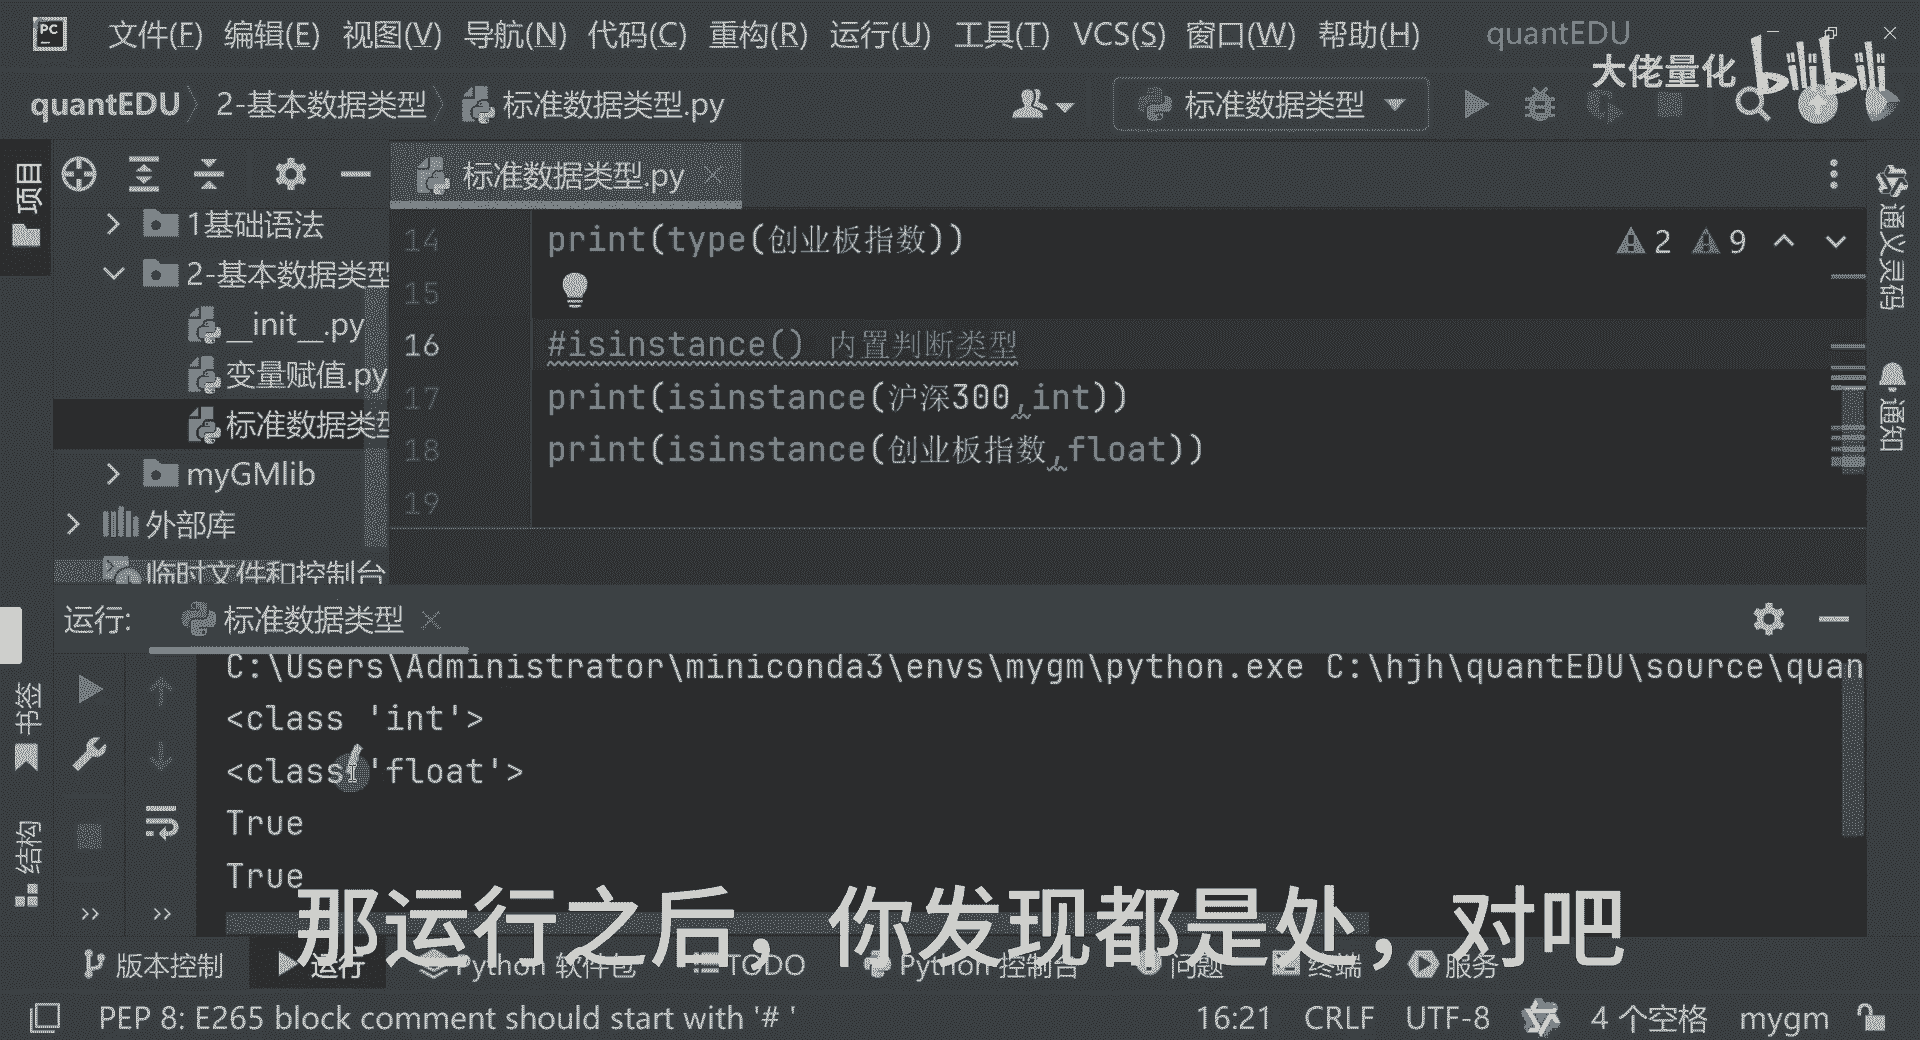 文件(F) 编辑(E) 视图(V) 导航(N) 代码(C) 重构(R) 运行(U) 工具(T) VCS(S) 窗口(W) 帮助(H) quantEDU
大佬量化 bilibili
quantEDU 2-基本数据类型 标准数据类型.py 标准数据类型
项目
标准数据类型.py
通义灵码
通知
1基础语法
2-基本数据类型
__init__.py
变量赋值.py
标准数据类型
myGMlib
外部库
临时文件和控制台
14 print(type(创业板指数))
2 9
15
16 #isinstance() 内置判断类型
17 print(isinstance(沪深300,int))
18 print(isinstance(创业板指数,float))
19
运行: 标准数据类型
C:\Users\Administrator\miniconda3\envs\mygm\python.exe C:\hjh\quantEDU\source\quan
<class 'int'>
<class 'float'>
True
True
书签
结构
那运行之后，你发现都是处，对吧
版本控制 运行 Python 软件包 TODO Python 控制台 问题 终端 服务
PEP 8: E265 block comment should start with '# ' 16:21 CRLF UTF-8 4 个空格 mygm